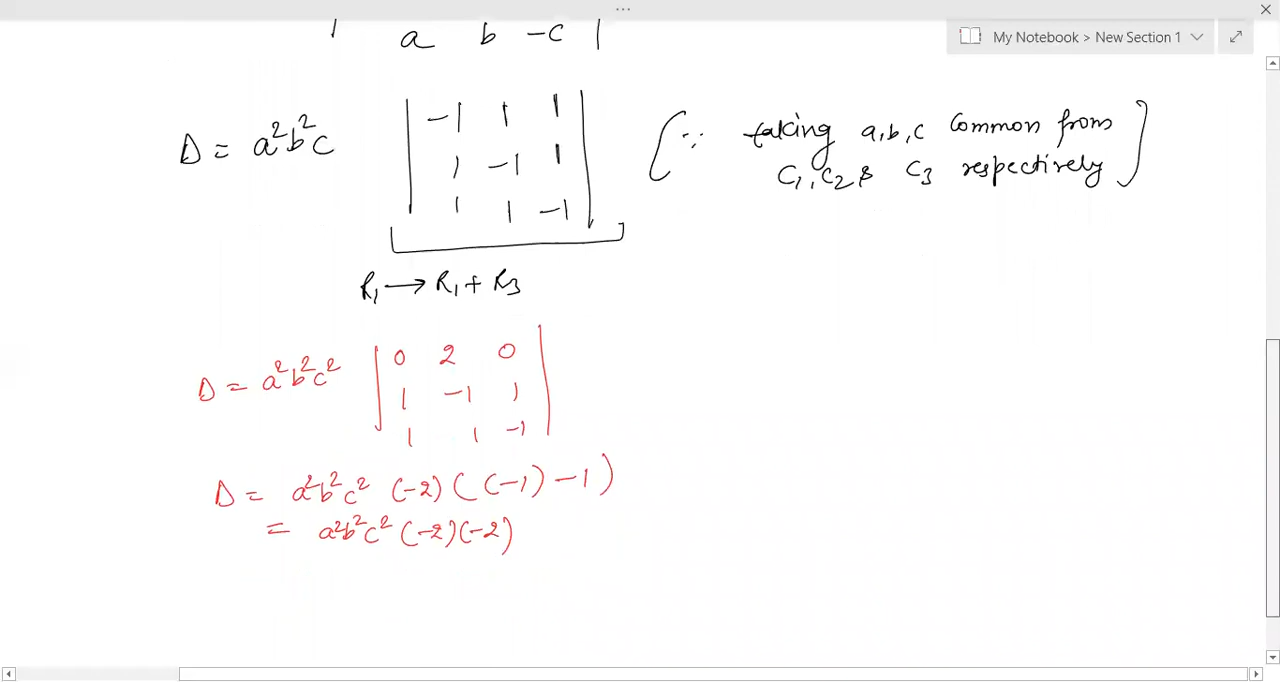 ...
My Notebook > New Section 1
a b -c |
Δ = a²b²c | -1 1 1 | (∵ taking a, b, c common from
| 1 -1 1 | C₁, C₂ & C₃ respectively)
| 1 1 -1 |
R₁ → R₁ + R₃
Δ = a²b²c² | 0 2 0 |
| 1 -1 1 |
| 1 1 -1 |
Δ = a²b²c² (-2) ( (-1) - 1 )
= a²b²c² (-2)(-2)